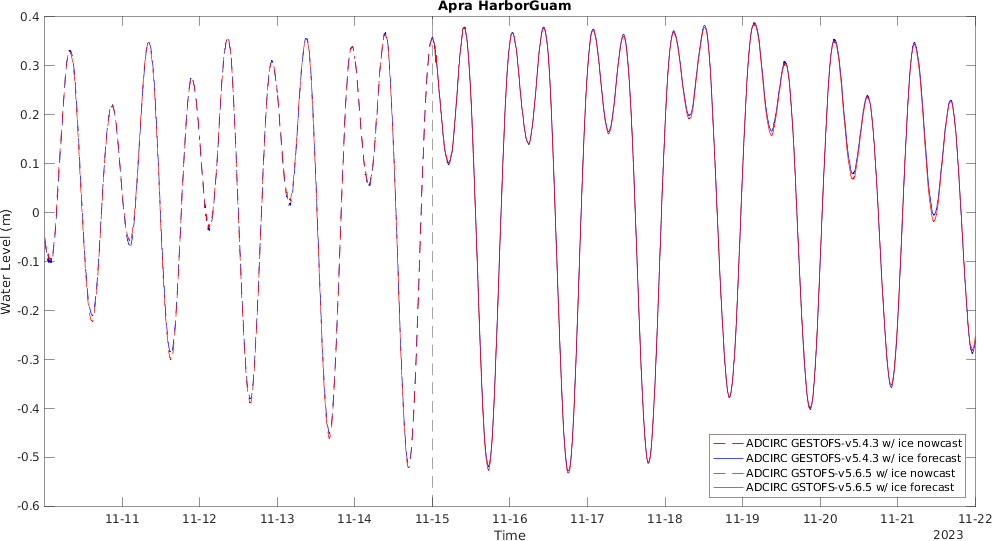 Apra HarborGuam
0.4
0.3
0.2
0.1
0
-0.1
-0.2
-0.3
-0.4
-0.5
-0.6
Water Level (m)
ADCIRC GESTOFS-v5.4.3 w/ ice nowcast
ADCIRC GESTOFS-v5.4.3 w/ ice forecast
ADCIRC GSTOFS-v5.6.5 w/ ice nowcast
ADCIRC GSTOFS-v5.6.5 w/ ice forecast
11-11 11-12 11-13 11-14 11-15 11-16 11-17 11-18 11-19 11-20 11-21 11-22
Time
2023